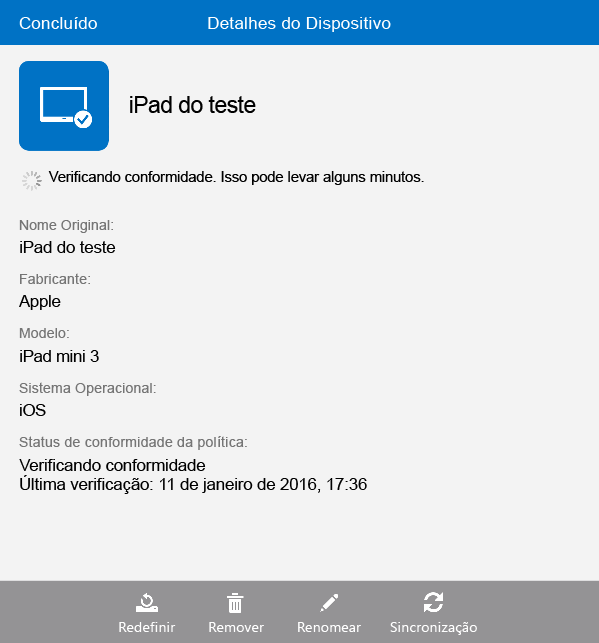 Concluído Detalhes do Dispositivo
iPad do teste
Verificando conformidade. Isso pode levar alguns minutos.
Nome Original:
iPad do teste
Fabricante:
Apple
Modelo:
iPad mini 3
Sistema Operacional:
iOS
Status de conformidade da política:
Verificando conformidade
Última verificação: 11 de janeiro de 2016, 17:36
Redefinir Remover Renomear Sincronização